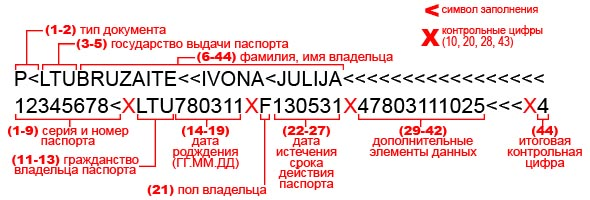 < символ заполнения
X контрольные цифры
(10, 20, 28, 43)
(1-2) тип документа
(3-5) государство выдачи паспорта
(6-44) фамилия, имя владельца
P<LTUBRUZAITE<<IVONA<JULIJA<<<<<<<<<<<<<<<<<
12345678<XLTU780311XF130531X47803111025<<<X4
(1-9) серия и номер
паспорта
(11-13) гражданство
владельца паспорта
(14-19)
дата
родждения
(ГГ.ММ.ДД)
(21) пол владельца
(22-27)
дата
истечения
срока
действия
паспорта
(29-42)
дополнительные
элементы данных
(44)
итоговая
контрольная
цифра